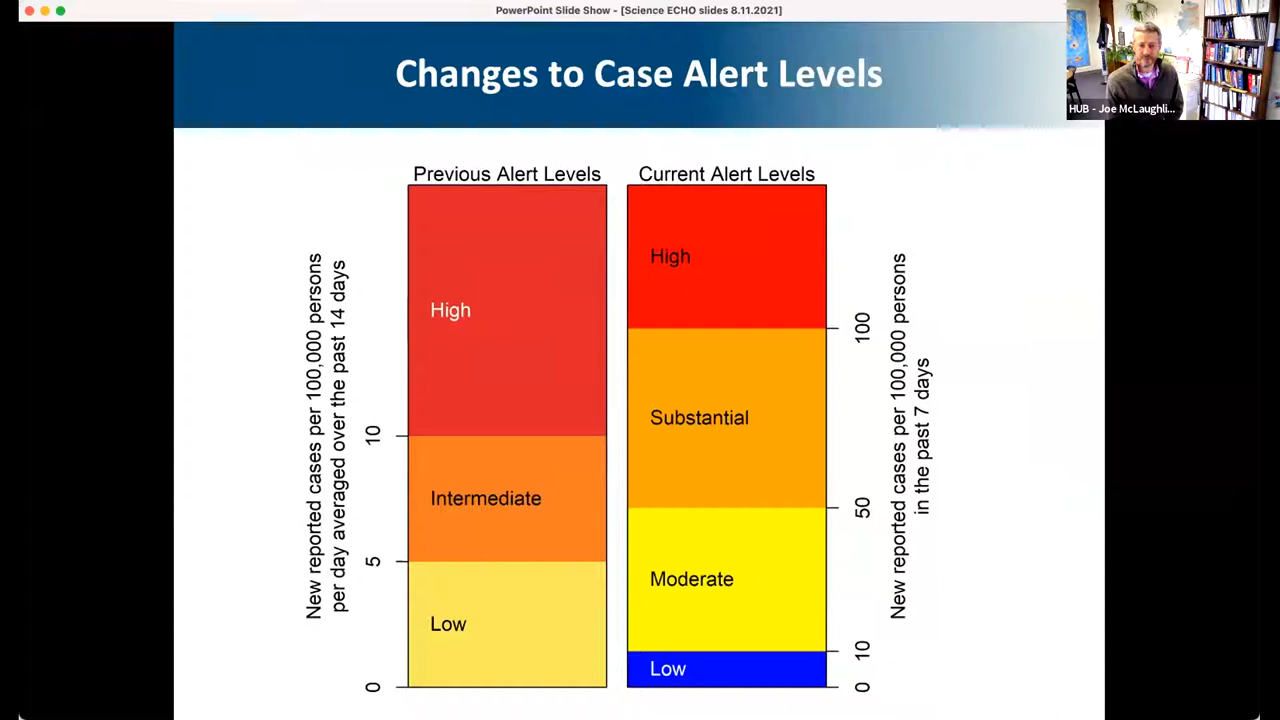 PowerPoint Slide Show - [Science ECHO slides 8.11.2021]
HUB - Joe McLaughli...
Changes to Case Alert Levels
Previous Alert Levels
Current Alert Levels
New reported cases per 100,000 persons
per day averaged over the past 14 days
10
5
0
High
Intermediate
Low
High
Substantial
Moderate
Low
100
50
10
0
New reported cases per 100,000 persons
in the past 7 days